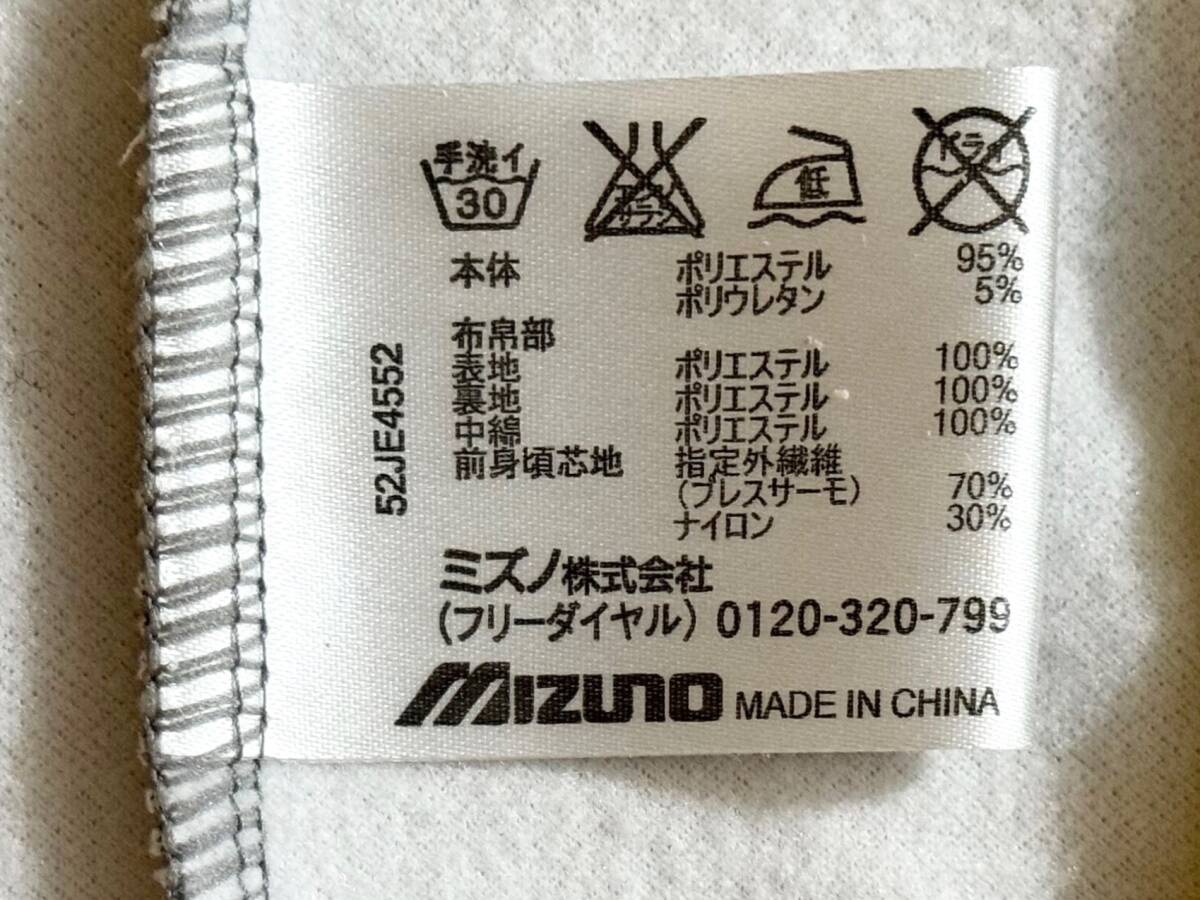 手洗イ
30
エンソ
サラシ
低
ドライ
本体 ポリエステル 95%
ポリウレタン 5%
布帛部
表地 ポリエステル 100%
裏地 ポリエステル 100%
中綿 ポリエステル 100%
前身頃芯地 指定外繊維
(ブレスサーモ) 70%
ナイロン 30%
ミズノ株式会社
(フリーダイヤル) 0120-320-799
MIZUNO MADE IN CHINA
52JE4552